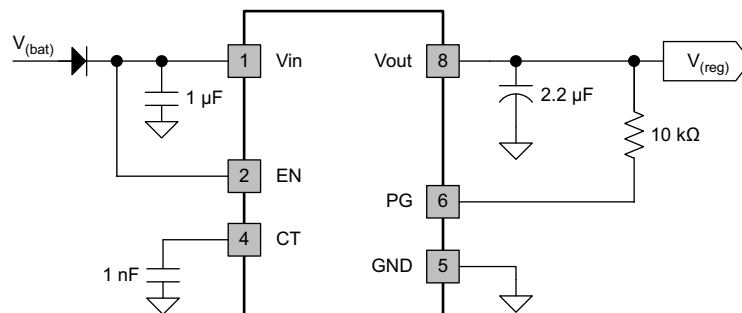 V(bat)
1
Vin
1 µF
2
EN
4
CT
1 nF
Vout
8
2.2 µF
V(reg)
10 kΩ
PG
6
GND
5